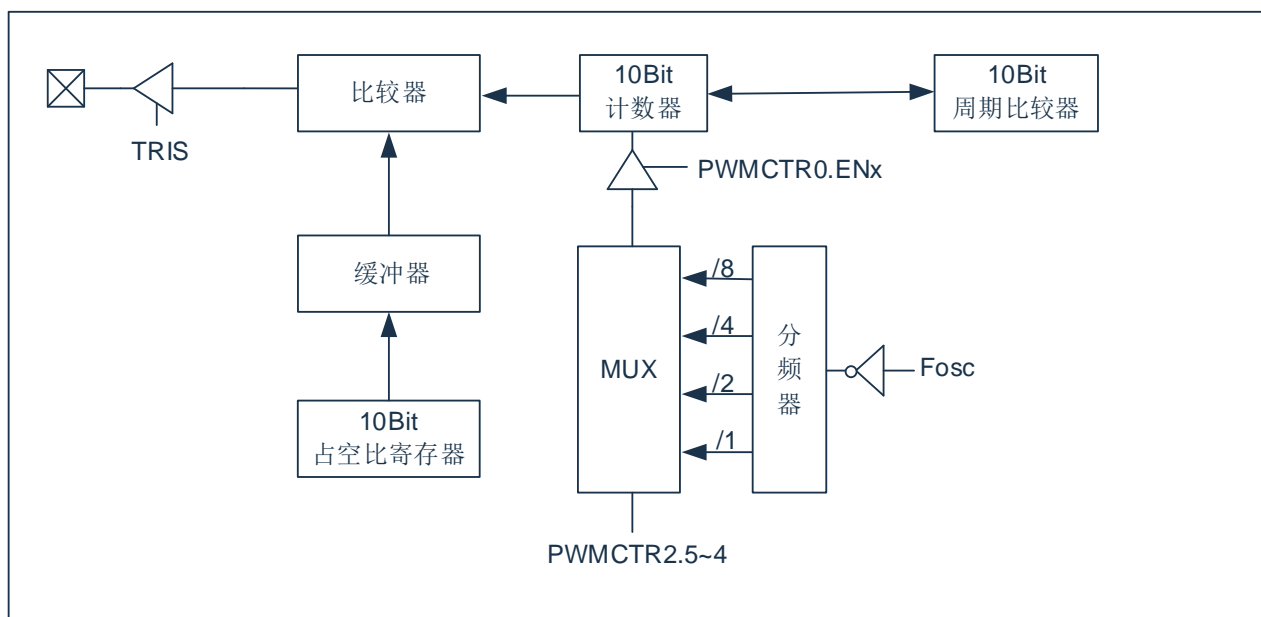 比较器
10Bit
计数器
10Bit
周期比较器
TRIS
PWMCTR0.ENx
缓冲器
/8
/4
/2
/1
MUX
分
频
器
Fosc
10Bit
占空比寄存器
PWMCTR2.5~4